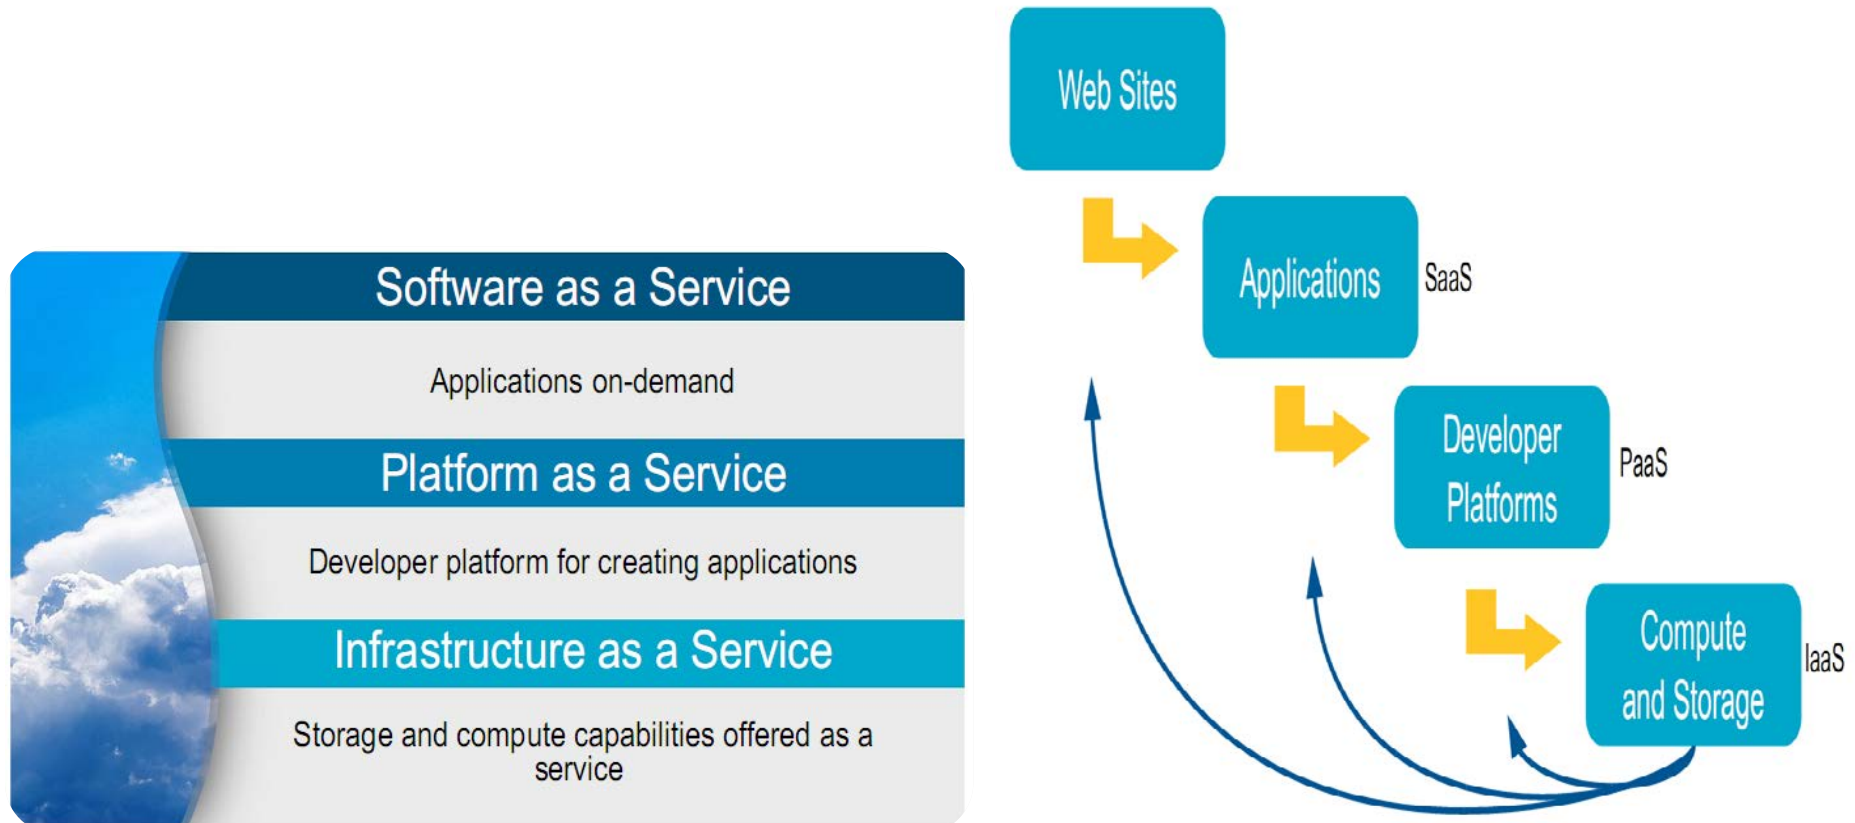 Software as a Service
Applications on-demand
Platform as a Service
Developer platform for creating applications
Infrastructure as a Service
Storage and compute capabilities offered as a
service
Web Sites
Applications
SaaS
Developer
Platforms
PaaS
Compute
and Storage
IaaS